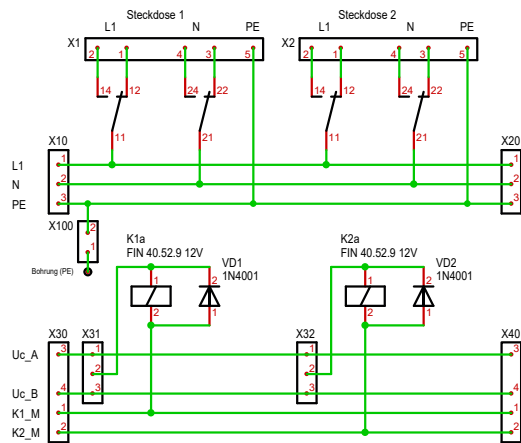 Steckdose 1
Steckdose 2
L1 N PE
L1 N PE
X1
2 1 4 3 5
X2
2 1 4 3 5
14 12 24 22
14 12 24 22
11 21
11 21
X10
X20
L1 1 1
N 2 2
PE 3 3
X100
2
1
Bohrung (PE)
K1a
FIN 40.52.9 12V
VD1
1N4001
1
2
2
1
K2a
FIN 40.52.9 12V
VD2
1N4001
1
2
2
1
X30 X31 X32 X40
Uc_A 3 1 1 3
2 2
Uc_B 4 3 3 4
K1_M 1 1
K2_M 2 2